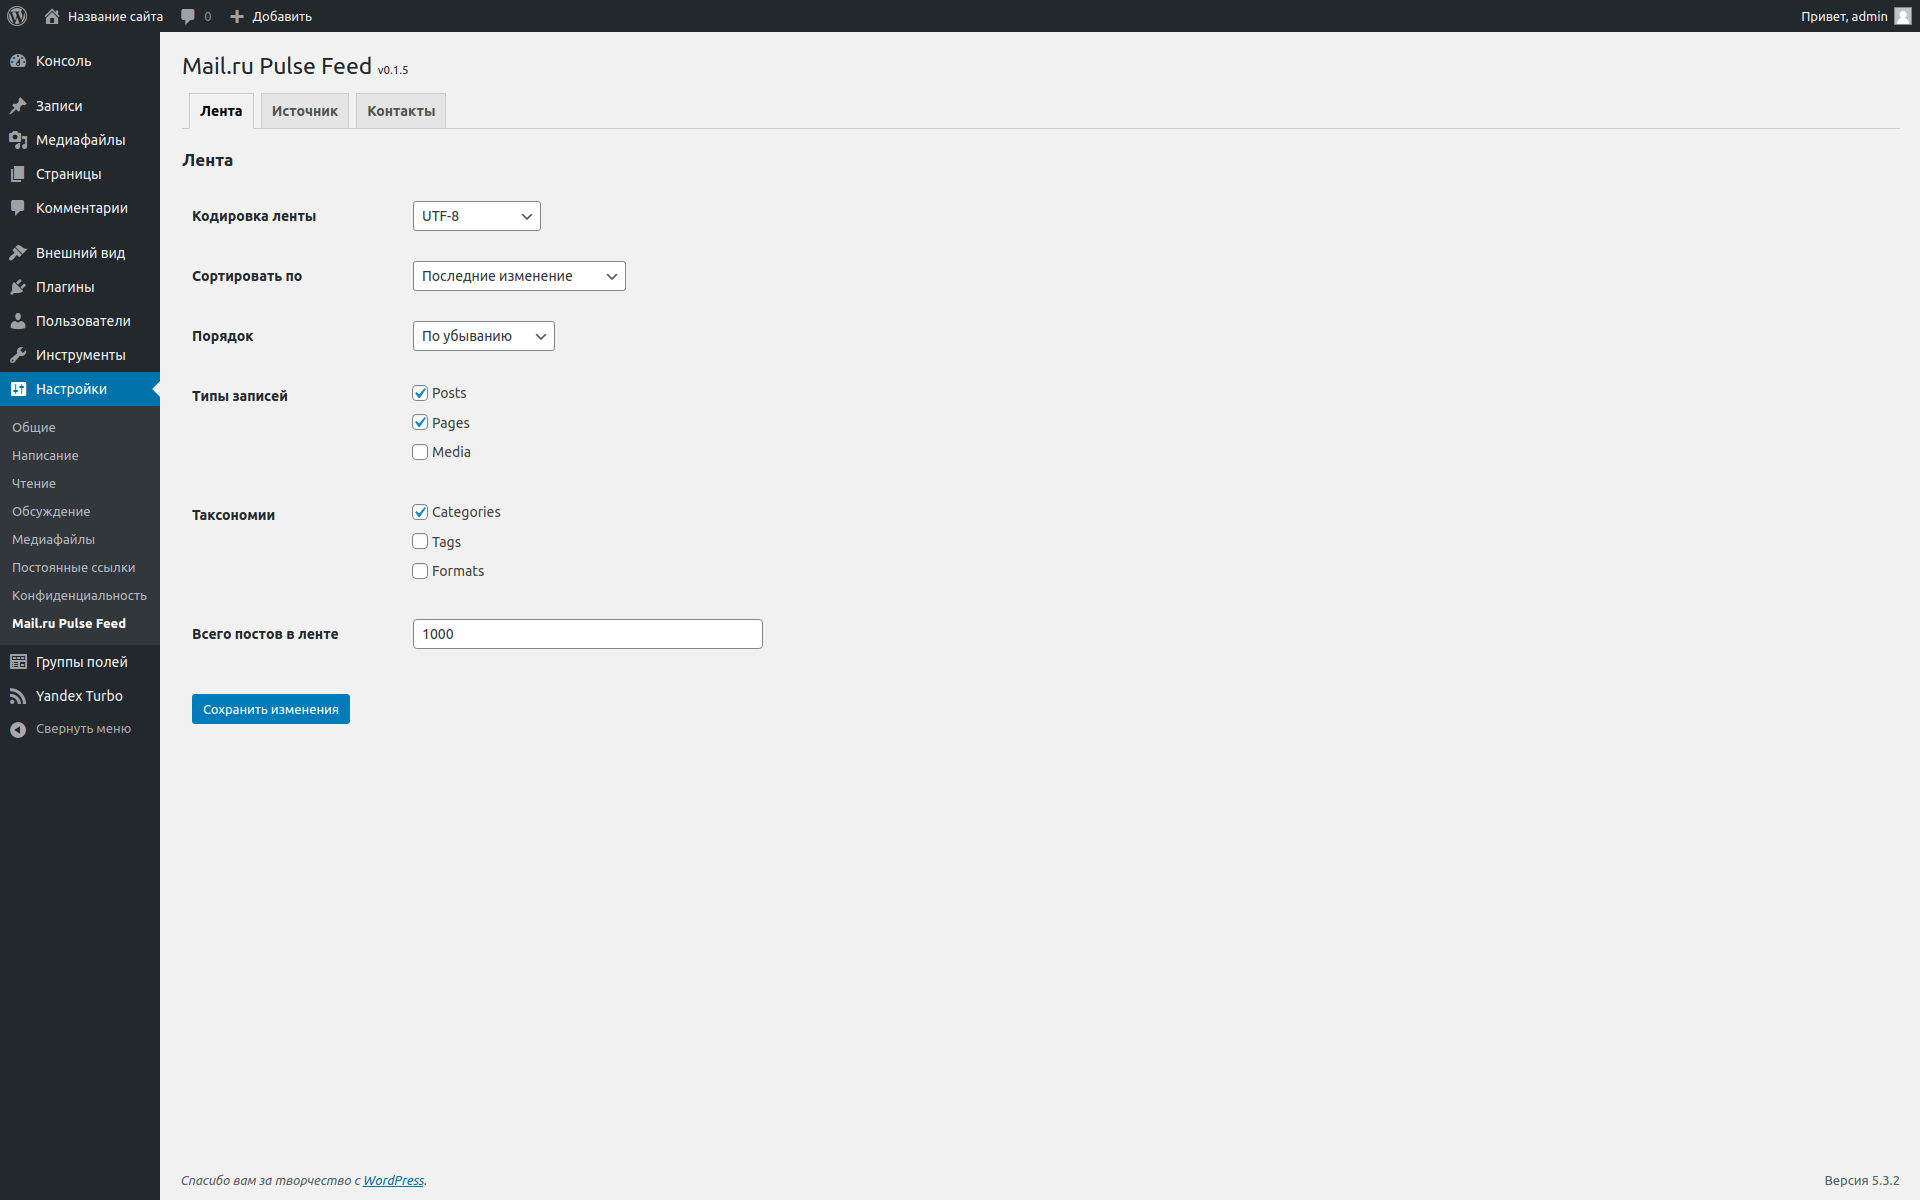 Название сайта 0 Добавить Привет, admin
Консоль
Записи
Медиафайлы
Страницы
Комментарии
Внешний вид
Плагины
Пользователи
Инструменты
Настройки
Общие
Написание
Чтение
Обсуждение
Медиафайлы
Постоянные ссылки
Конфиденциальность
Mail.ru Pulse Feed
Группы полей
Yandex Turbo
Свернуть меню
Mail.ru Pulse Feed v0.1.5
Лента Источник Контакты
Лента
Кодировка ленты UTF-8
Сортировать по Последние изменение
Порядок По убыванию
Типы записей Posts
Pages
Media
Таксономии Categories
Tags
Formats
Всего постов в ленте 1000
Сохранить изменения
Спасибо вам за творчество с WordPress. Версия 5.3.2